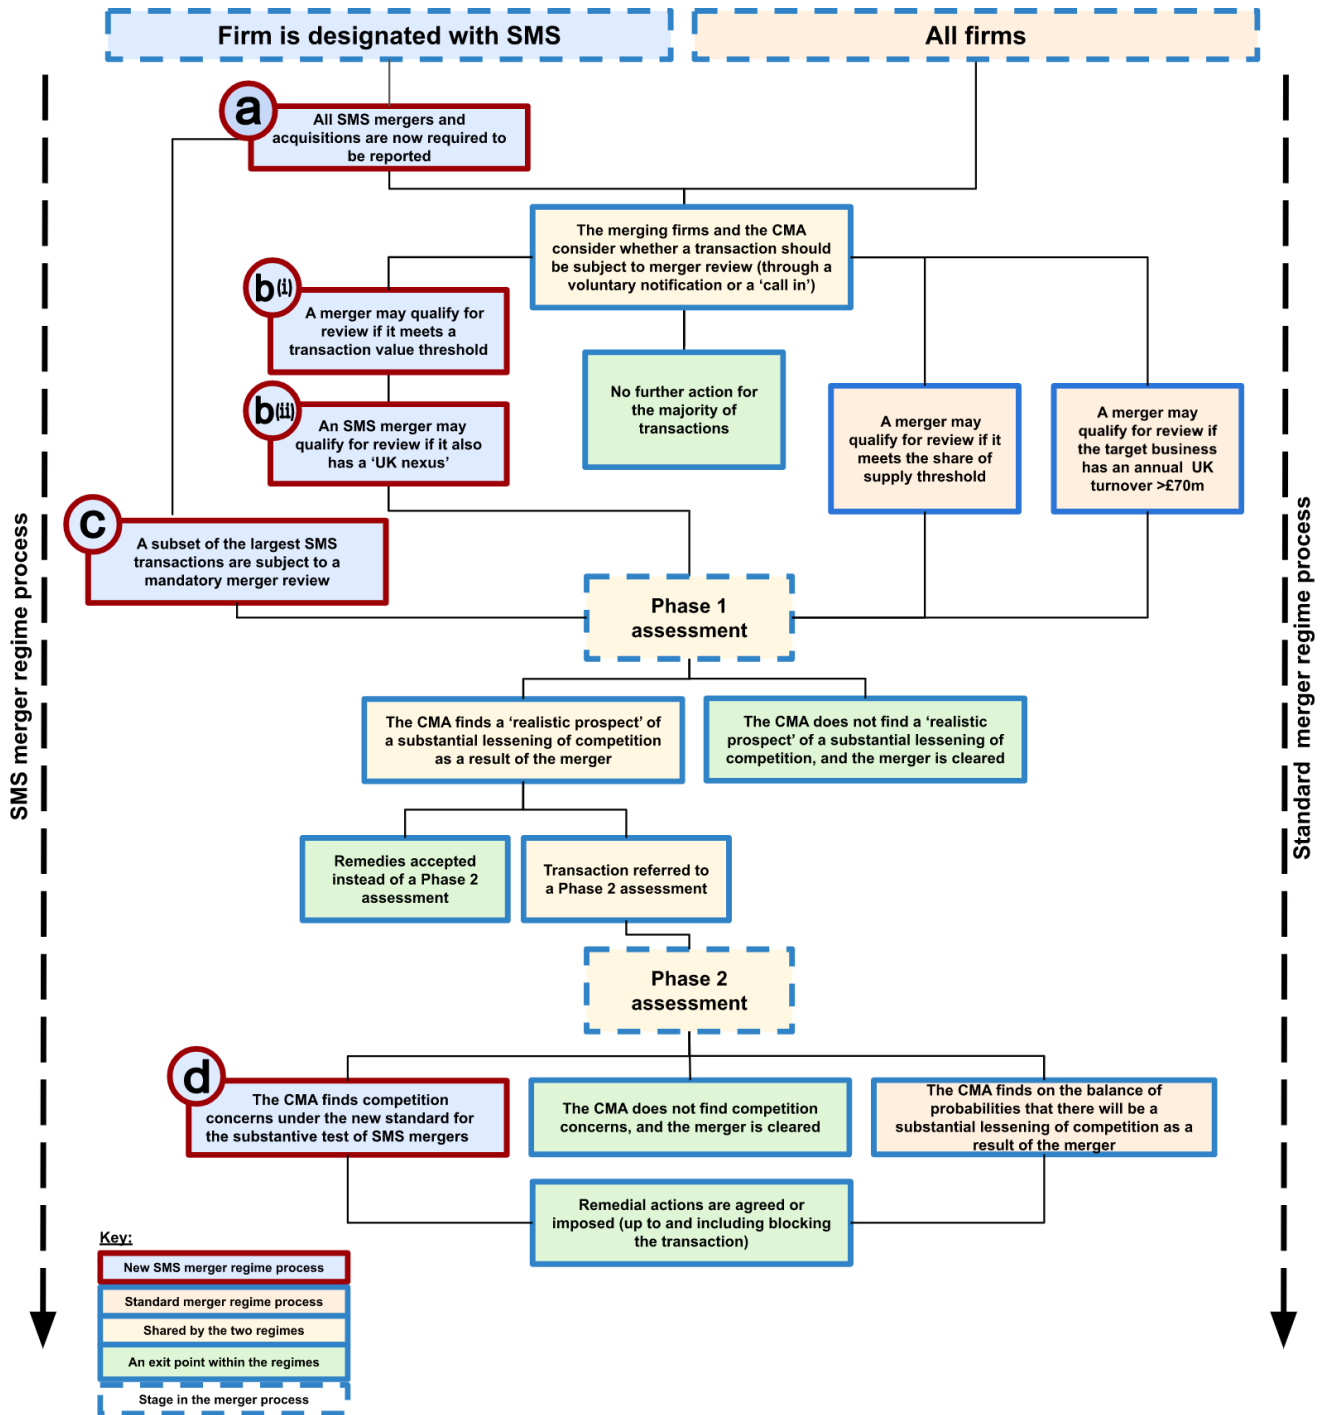 Firm is designated with SMS
All firms
a
All SMS mergers and
acquisitions are now required to
be reported
The merging firms and the CMA
consider whether a transaction should
be subject to merger review (through a
voluntary notification or a ‘call in’)
b(i)
A merger may qualify for
review if it meets a
transaction value threshold
No further action for
the majority of
transactions
b(ii)
An SMS merger may
qualify for review if it also
has a ‘UK nexus’
A merger may
qualify for review if it
meets the share of
supply threshold
A merger may
qualify for review if
the target business
has an annual UK
turnover >£70m
c
A subset of the largest SMS
transactions are subject to a
mandatory merger review
Phase 1
assessment
SMS merger regime process
Standard merger regime process
The CMA finds a ‘realistic prospect’ of
a substantial lessening of competition
as a result of the merger
The CMA does not find a ‘realistic
prospect’ of a substantial lessening of
competition, and the merger is cleared
Remedies accepted
instead of a Phase 2
assessment
Transaction referred to
a Phase 2 assessment
Phase 2
assessment
d
The CMA finds competition
concerns under the new standard for
the substantive test of SMS mergers
The CMA does not find competition
concerns, and the merger is cleared
The CMA finds on the balance of
probabilities that there will be a
substantial lessening of competition as a
result of the merger
Remedial actions are agreed or
imposed (up to and including blocking
the transaction)
Key:
New SMS merger regime process
Standard merger regime process
Shared by the two regimes
An exit point within the regimes
Stage in the merger process